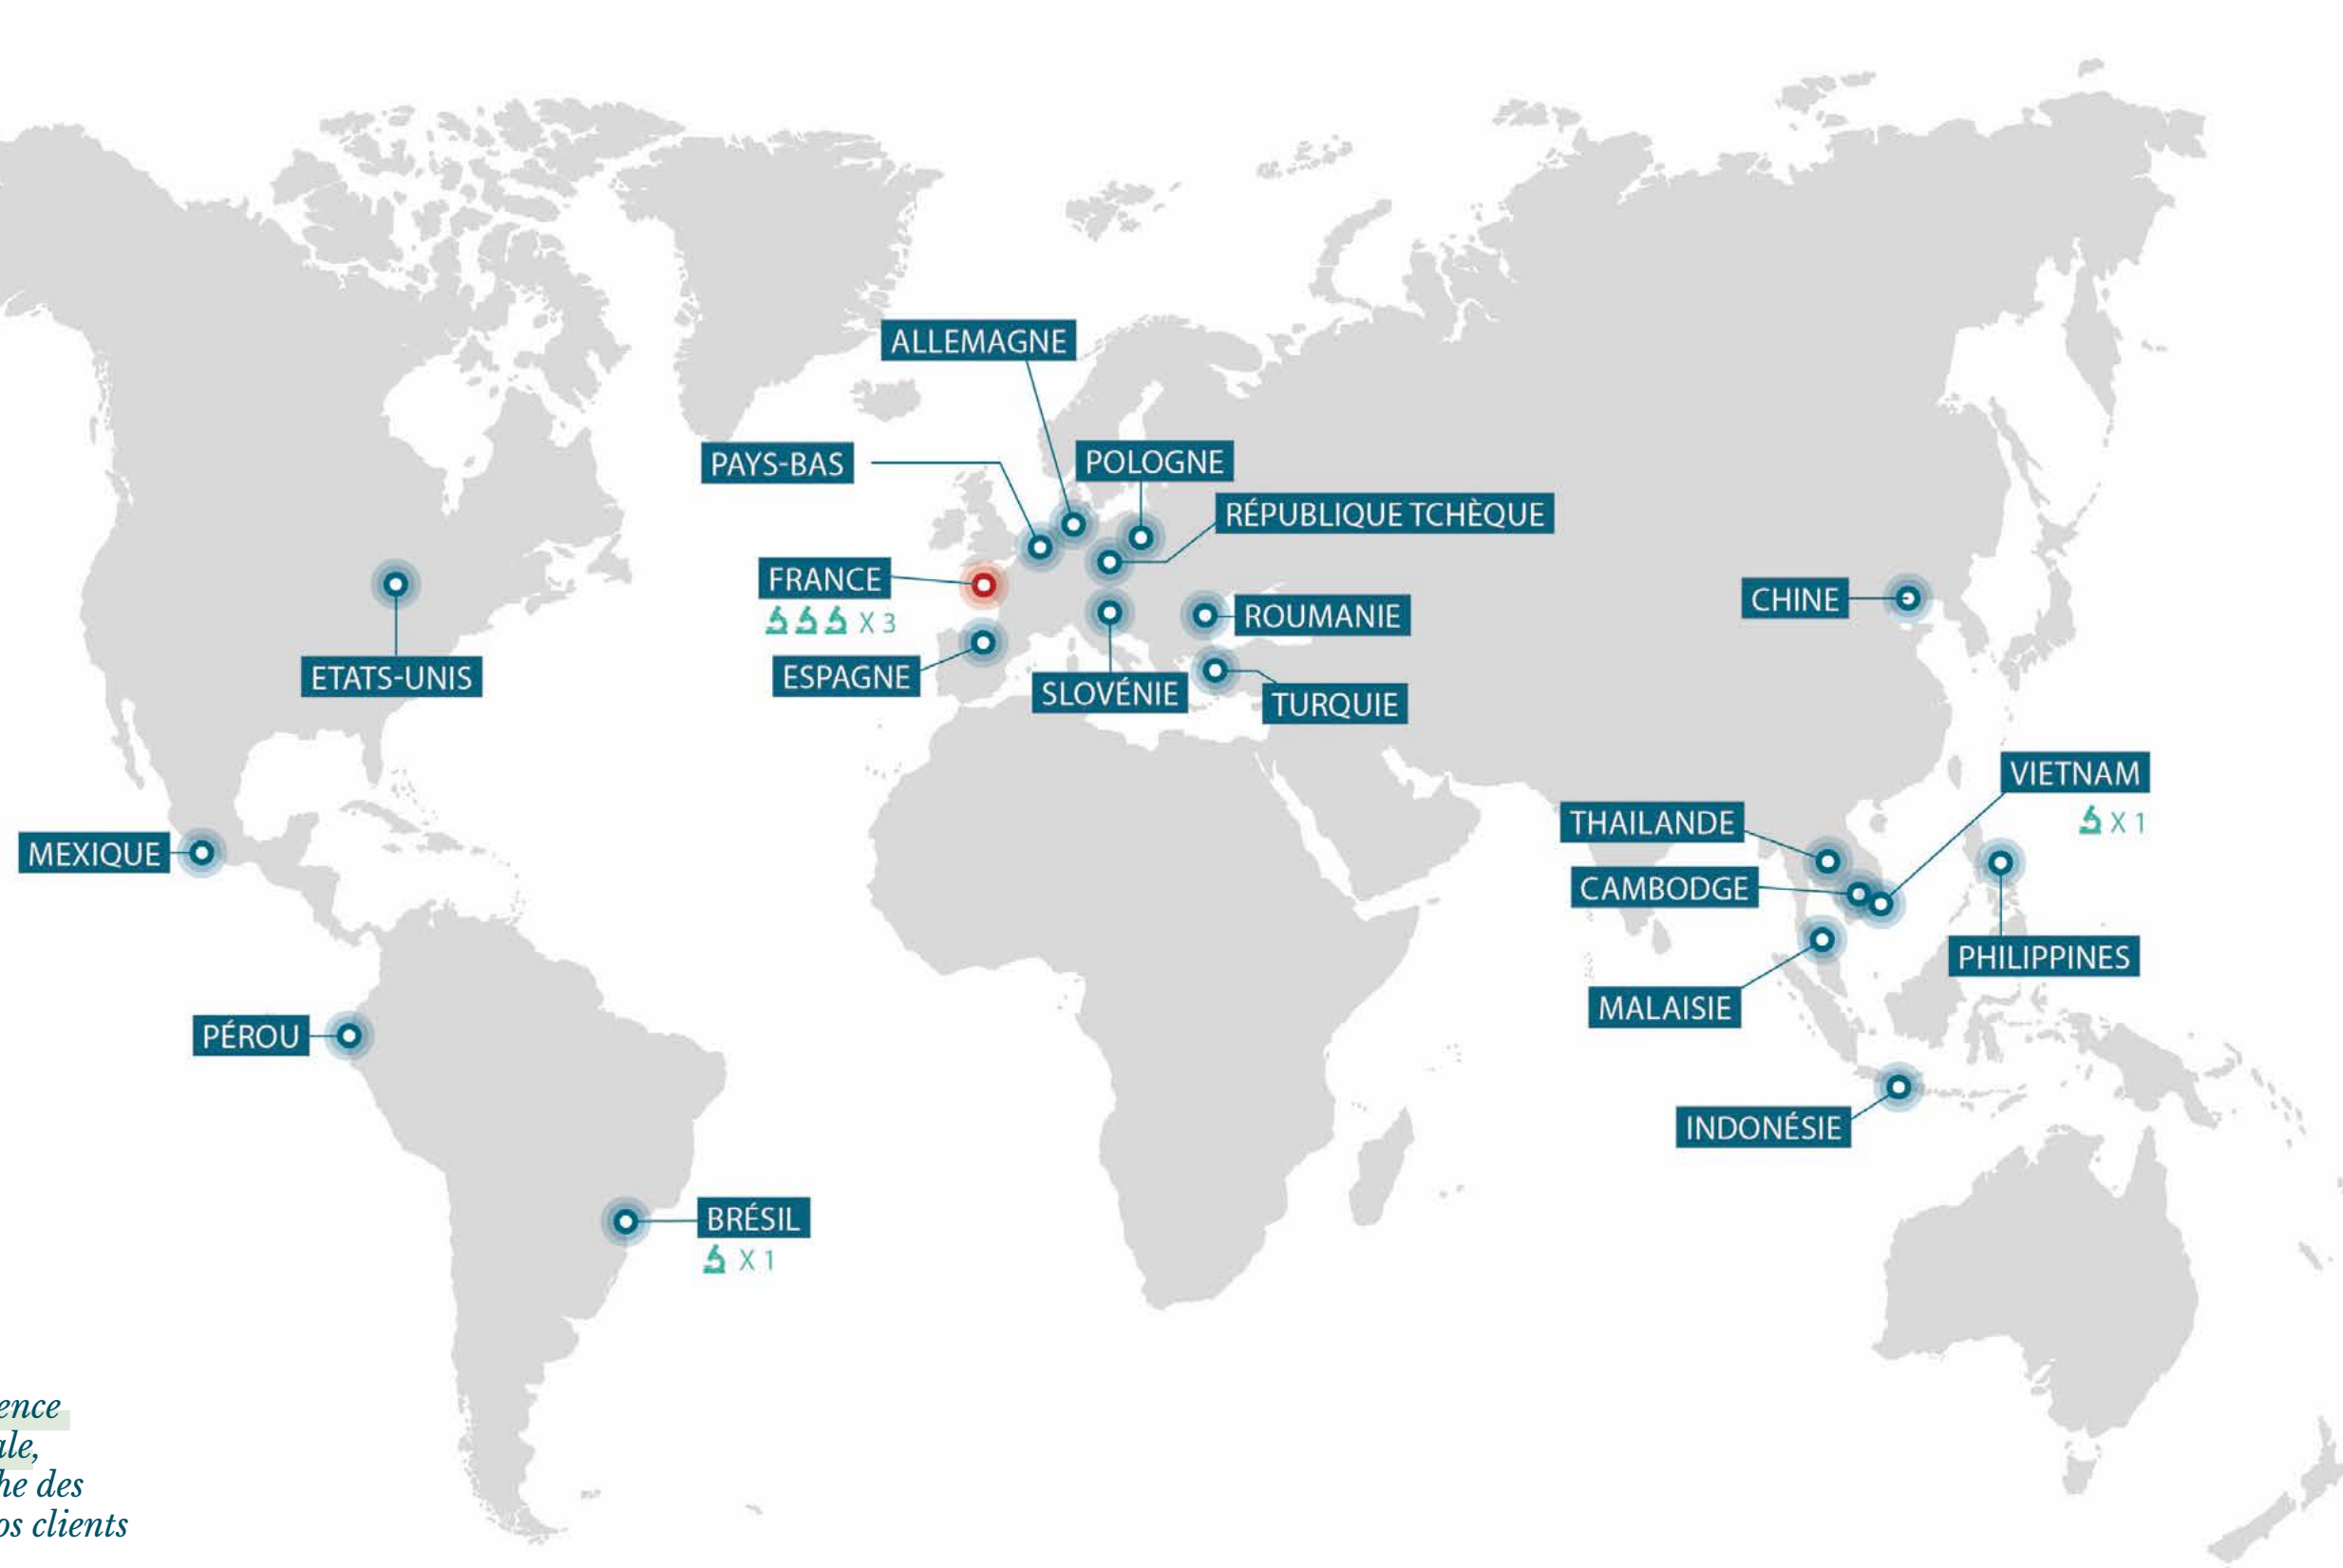 ALLEMAGNE
PAYS-BAS
POLOGNE
RÉPUBLIQUE TCHÈQUE
FRANCE
X 3
ESPAGNE
SLOVÉNIE
ROUMANIE
TURQUIE
CHINE
ETATS-UNIS
MEXIQUE
PÉROU
BRÉSIL
X 1
VIETNAM
X 1
THAILANDE
CAMBODGE
PHILIPPINES
MALAISIE
INDONÉSIE
ence
ale,
he des
os clients